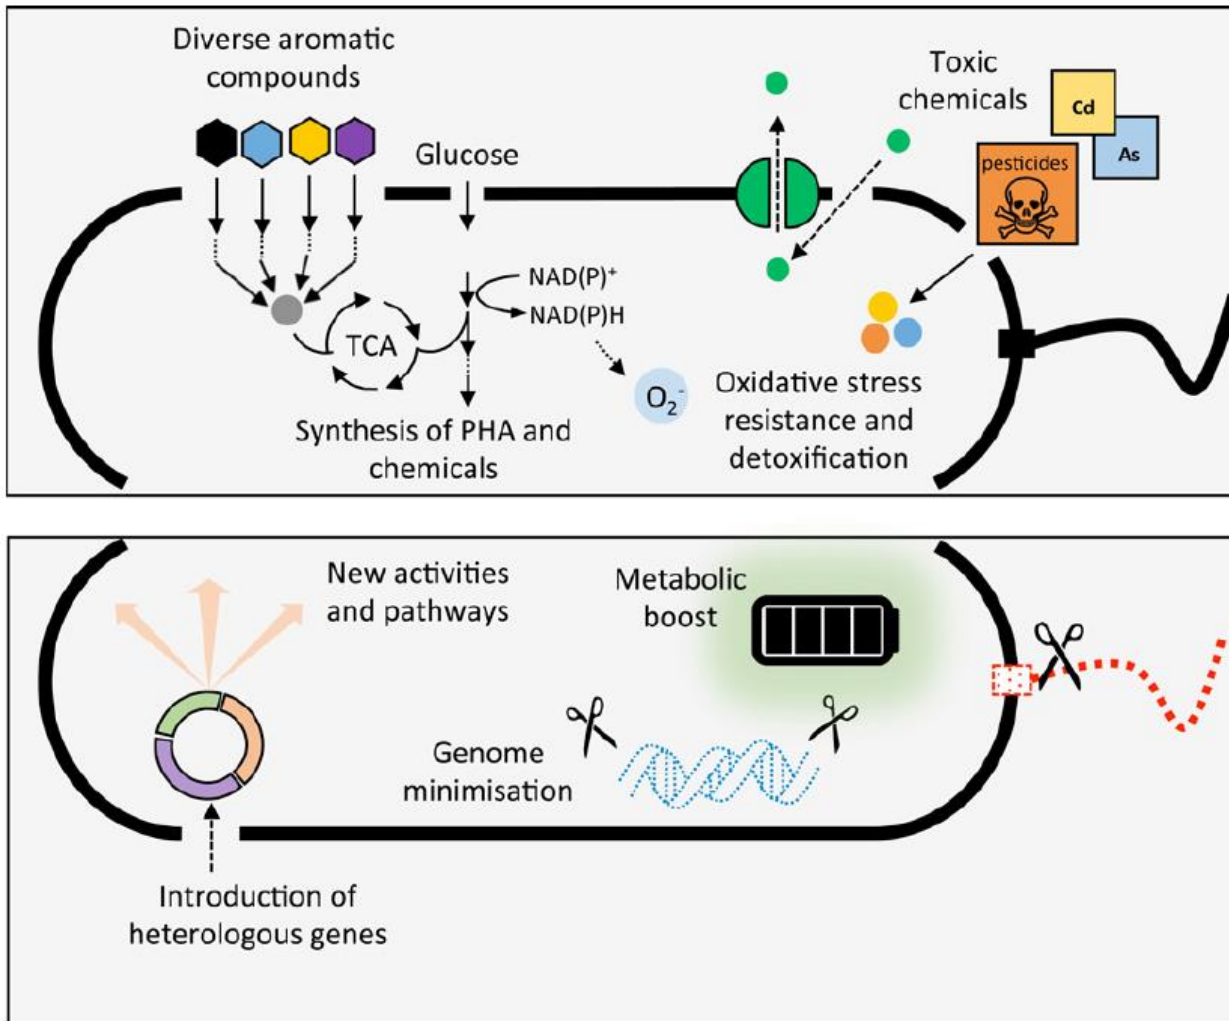 Diverse aromatic
compounds
Glucose
Toxic
chemicals
Cd
As
pesticides
NAD(P)⁺
NAD(P)H
TCA
O₂⁻
Synthesis of PHA and
chemicals
Oxidative stress
resistance and
detoxification
New activities
and pathways
Metabolic
boost
Genome
minimisation
Introduction of
heterologous genes